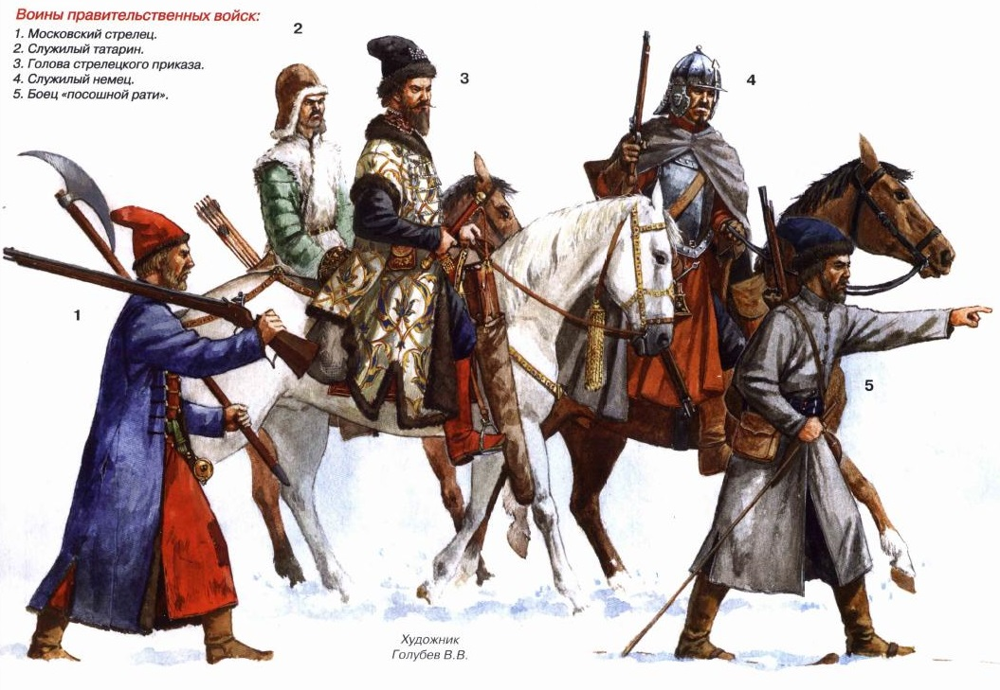 Воины правительственных войск:
1. Московский стрелец.
2. Служилый татарин.
3. Голова стрелецкого приказа.
4. Служилый немец.
5. Боец «посошной рати».
2
3
4
1
5
Художник
Голубев В.В.